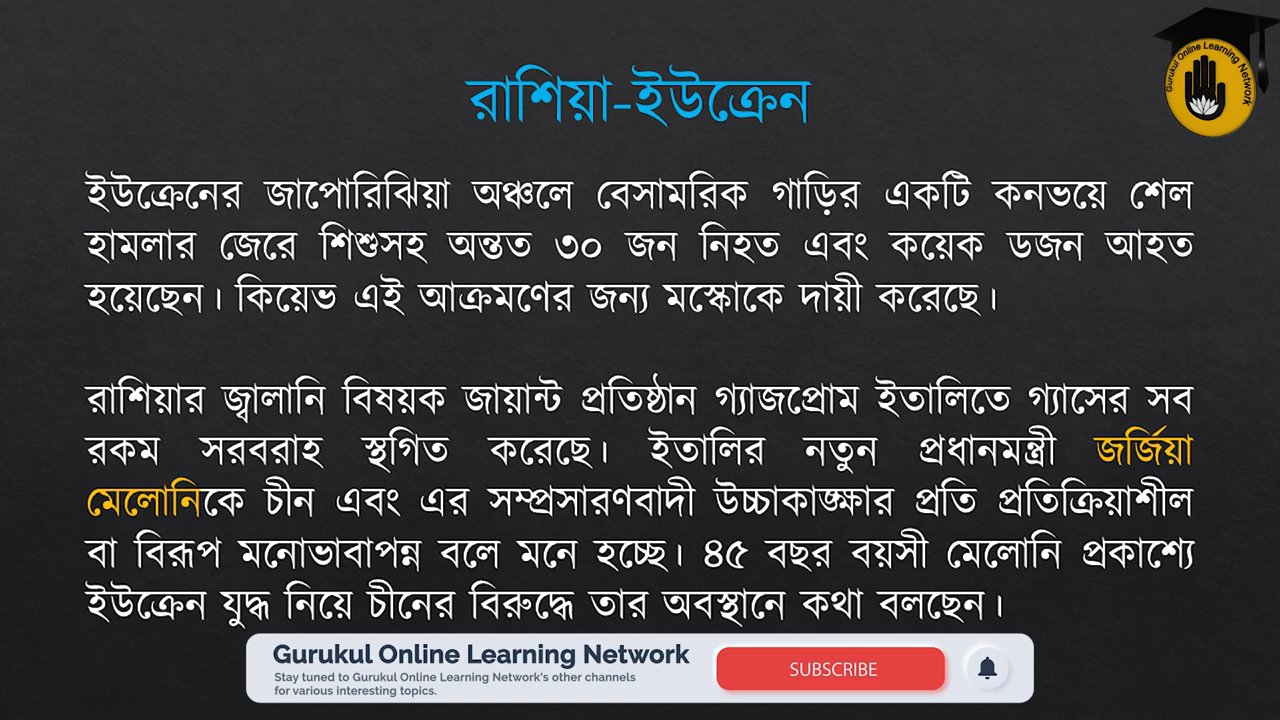 Gurukul Online Learning Network
রাশিয়া-ইউক্রেন
ইউক্রেনের জাপোরিঝিয়া অঞ্চলে বেসামরিক গাড়ির একটি কনভয়ে শেল
হামলার জেরে শিশুসহ অন্তত ৩০ জন নিহত এবং কয়েক ডজন আহত
হয়েছেন। কিয়েভ এই আক্রমণের জন্য মস্কোকে দায়ী করেছে।
রাশিয়ার জ্বালানি বিষয়ক জায়ান্ট প্রতিষ্ঠান গ্যাজপ্রোম ইতালিতে গ্যাসের সব
রকম সরবরাহ স্থগিত করেছে। ইতালির নতুন প্রধানমন্ত্রী জর্জিয়া
মেলোনিকে চীন এবং এর সম্প্রসারণবাদী উচ্চাকাঙ্ক্ষার প্রতি প্রতিক্রিয়াশীল
বা বিরূপ মনোভাবাপন্ন বলে মনে হচ্ছে। ৪৫ বছর বয়সী মেলোনি প্রকাশ্যে
ইউক্রেন যুদ্ধ নিয়ে চীনের বিরুদ্ধে তার অবস্থানে কথা বলছেন।
Gurukul Online Learning Network
Stay tuned to Gurukul Online Learning Network's other channels
for various interesting topics.
SUBSCRIBE